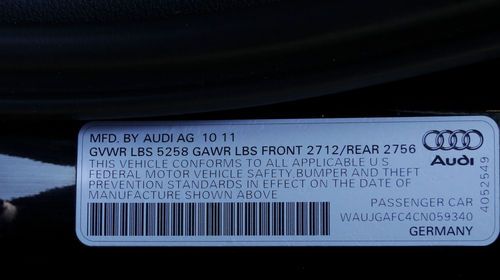 MFD. BY AUDI AG 10 11
GVWR LBS 5258 GAWR LBS FRONT 2712/REAR 2756
THIS VEHICLE CONFORMS TO ALL APPLICABLE U S
FEDERAL MOTOR VEHICLE SAFETY,BUMPER AND THEFT
PREVENTION STANDARDS IN EFFECT ON THE DATE OF
MANUFACTURE SHOWN ABOVE
Audi
4052549
PASSENGER CAR
WAUJGAFC4CN059340
GERMANY